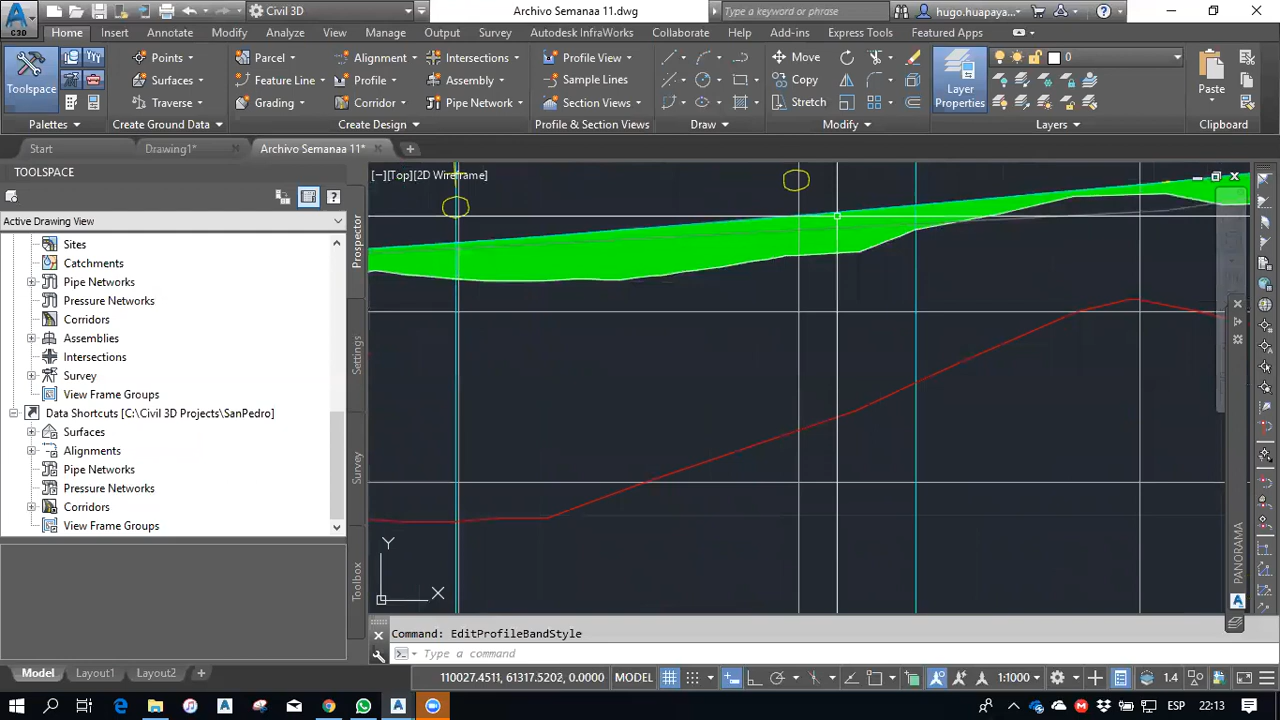 C3D
Civil 3D
Archivo Semanaa 11.dwg
Type a keyword or phrase
hugo.huapaya...
Home Insert Annotate Modify Analyze View Manage Output Survey Autodesk InfraWorks Collaborate Help Add-ins Express Tools Featured Apps
Toolspace
Palettes
Points
Surfaces
Traverse
Create Ground Data
Parcel
Feature Line
Grading
Alignment
Profile
Corridor
Intersections
Assembly
Pipe Network
Create Design
Profile View
Sample Lines
Section Views
Profile & Section Views
Draw
Move
Copy
Stretch
Modify
Layer
Properties
0
Layers
Paste
Clipboard
Start
Drawing1*
Archivo Semanaa 11*
TOOLSPACE
Active Drawing View
Sites
Catchments
Pipe Networks
Pressure Networks
Corridors
Assemblies
Intersections
Survey
View Frame Groups
Data Shortcuts [C:\Civil 3D Projects\SanPedro]
Surfaces
Alignments
Pipe Networks
Pressure Networks
Corridors
View Frame Groups
Prospector
Settings
Survey
Toolbox
[−][Top][2D Wireframe]
Y
X
PANORAMA
Command: EditProfileBandStyle
Type a command
Model
Layout1
Layout2
110027.4511, 61317.5202, 0.0000
MODEL
1:1000
1.4
ESP
22:13